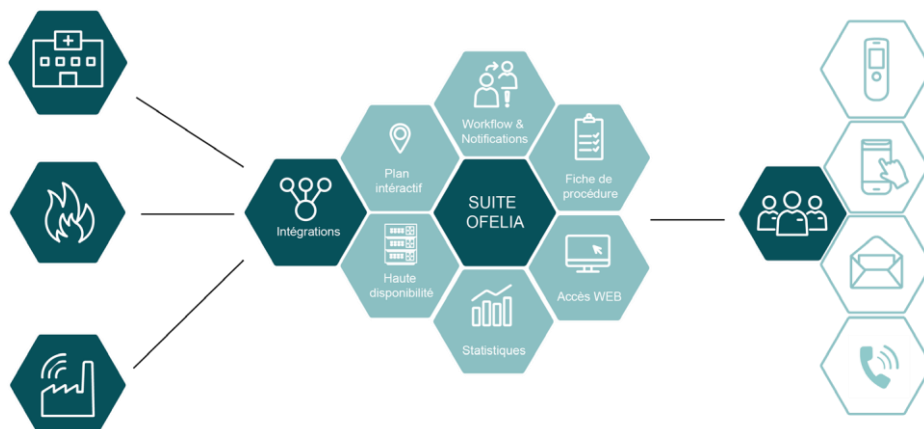 Workflow &
Notifications
Plan
intéractif
Fiche de
procédure
SUITE
OFELIA
Intégrations
Haute
disponibilité
Accès WEB
Statistiques